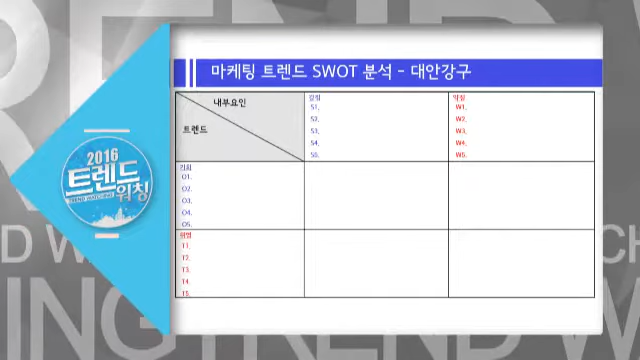 마케팅 트렌드 SWOT 분석 - 대안강구
내부요인
트렌드
강점
S1.
S2.
S3.
S4.
S5.
약점
W1.
W2.
W3.
W4.
W5.
기회
O1.
O2.
O3.
O4.
O5.
위협
T1.
T2.
T3.
T4.
T5.
2016
트렌드
워칭
TREND WATCHING